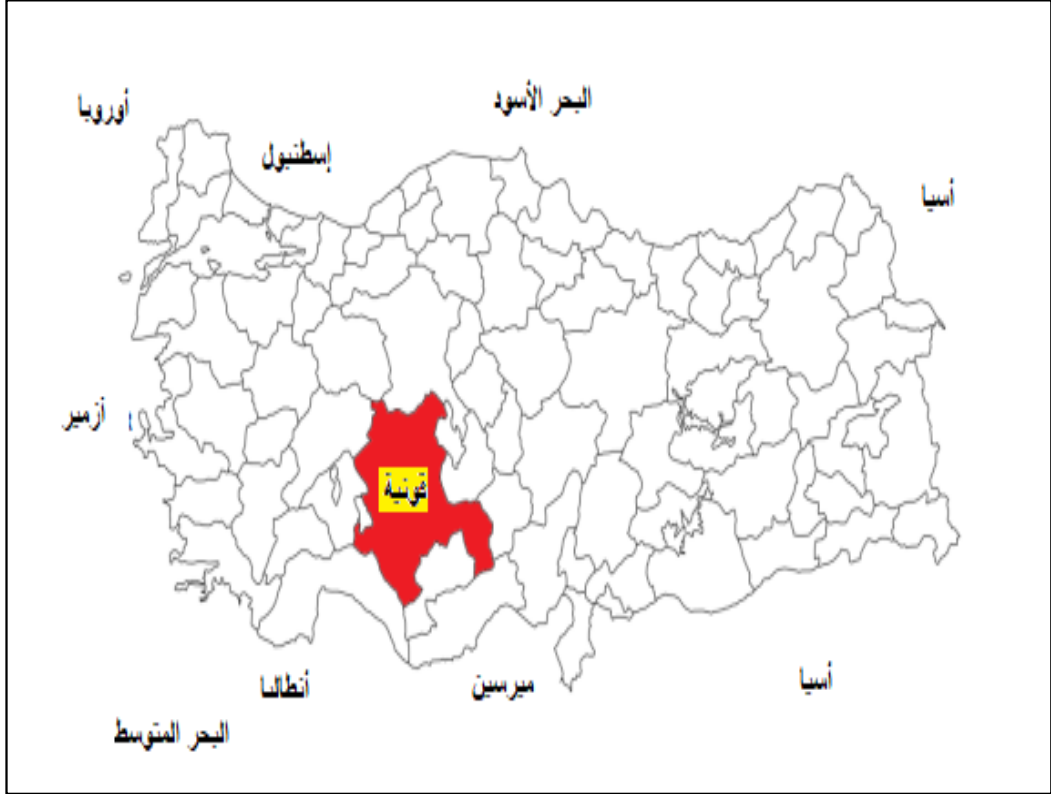 البحر الأسود
أوروبا
إسطنبول
أسيا
أزمير
قونية
أنطاليا
ميرسين
أسيا
البحر المتوسط